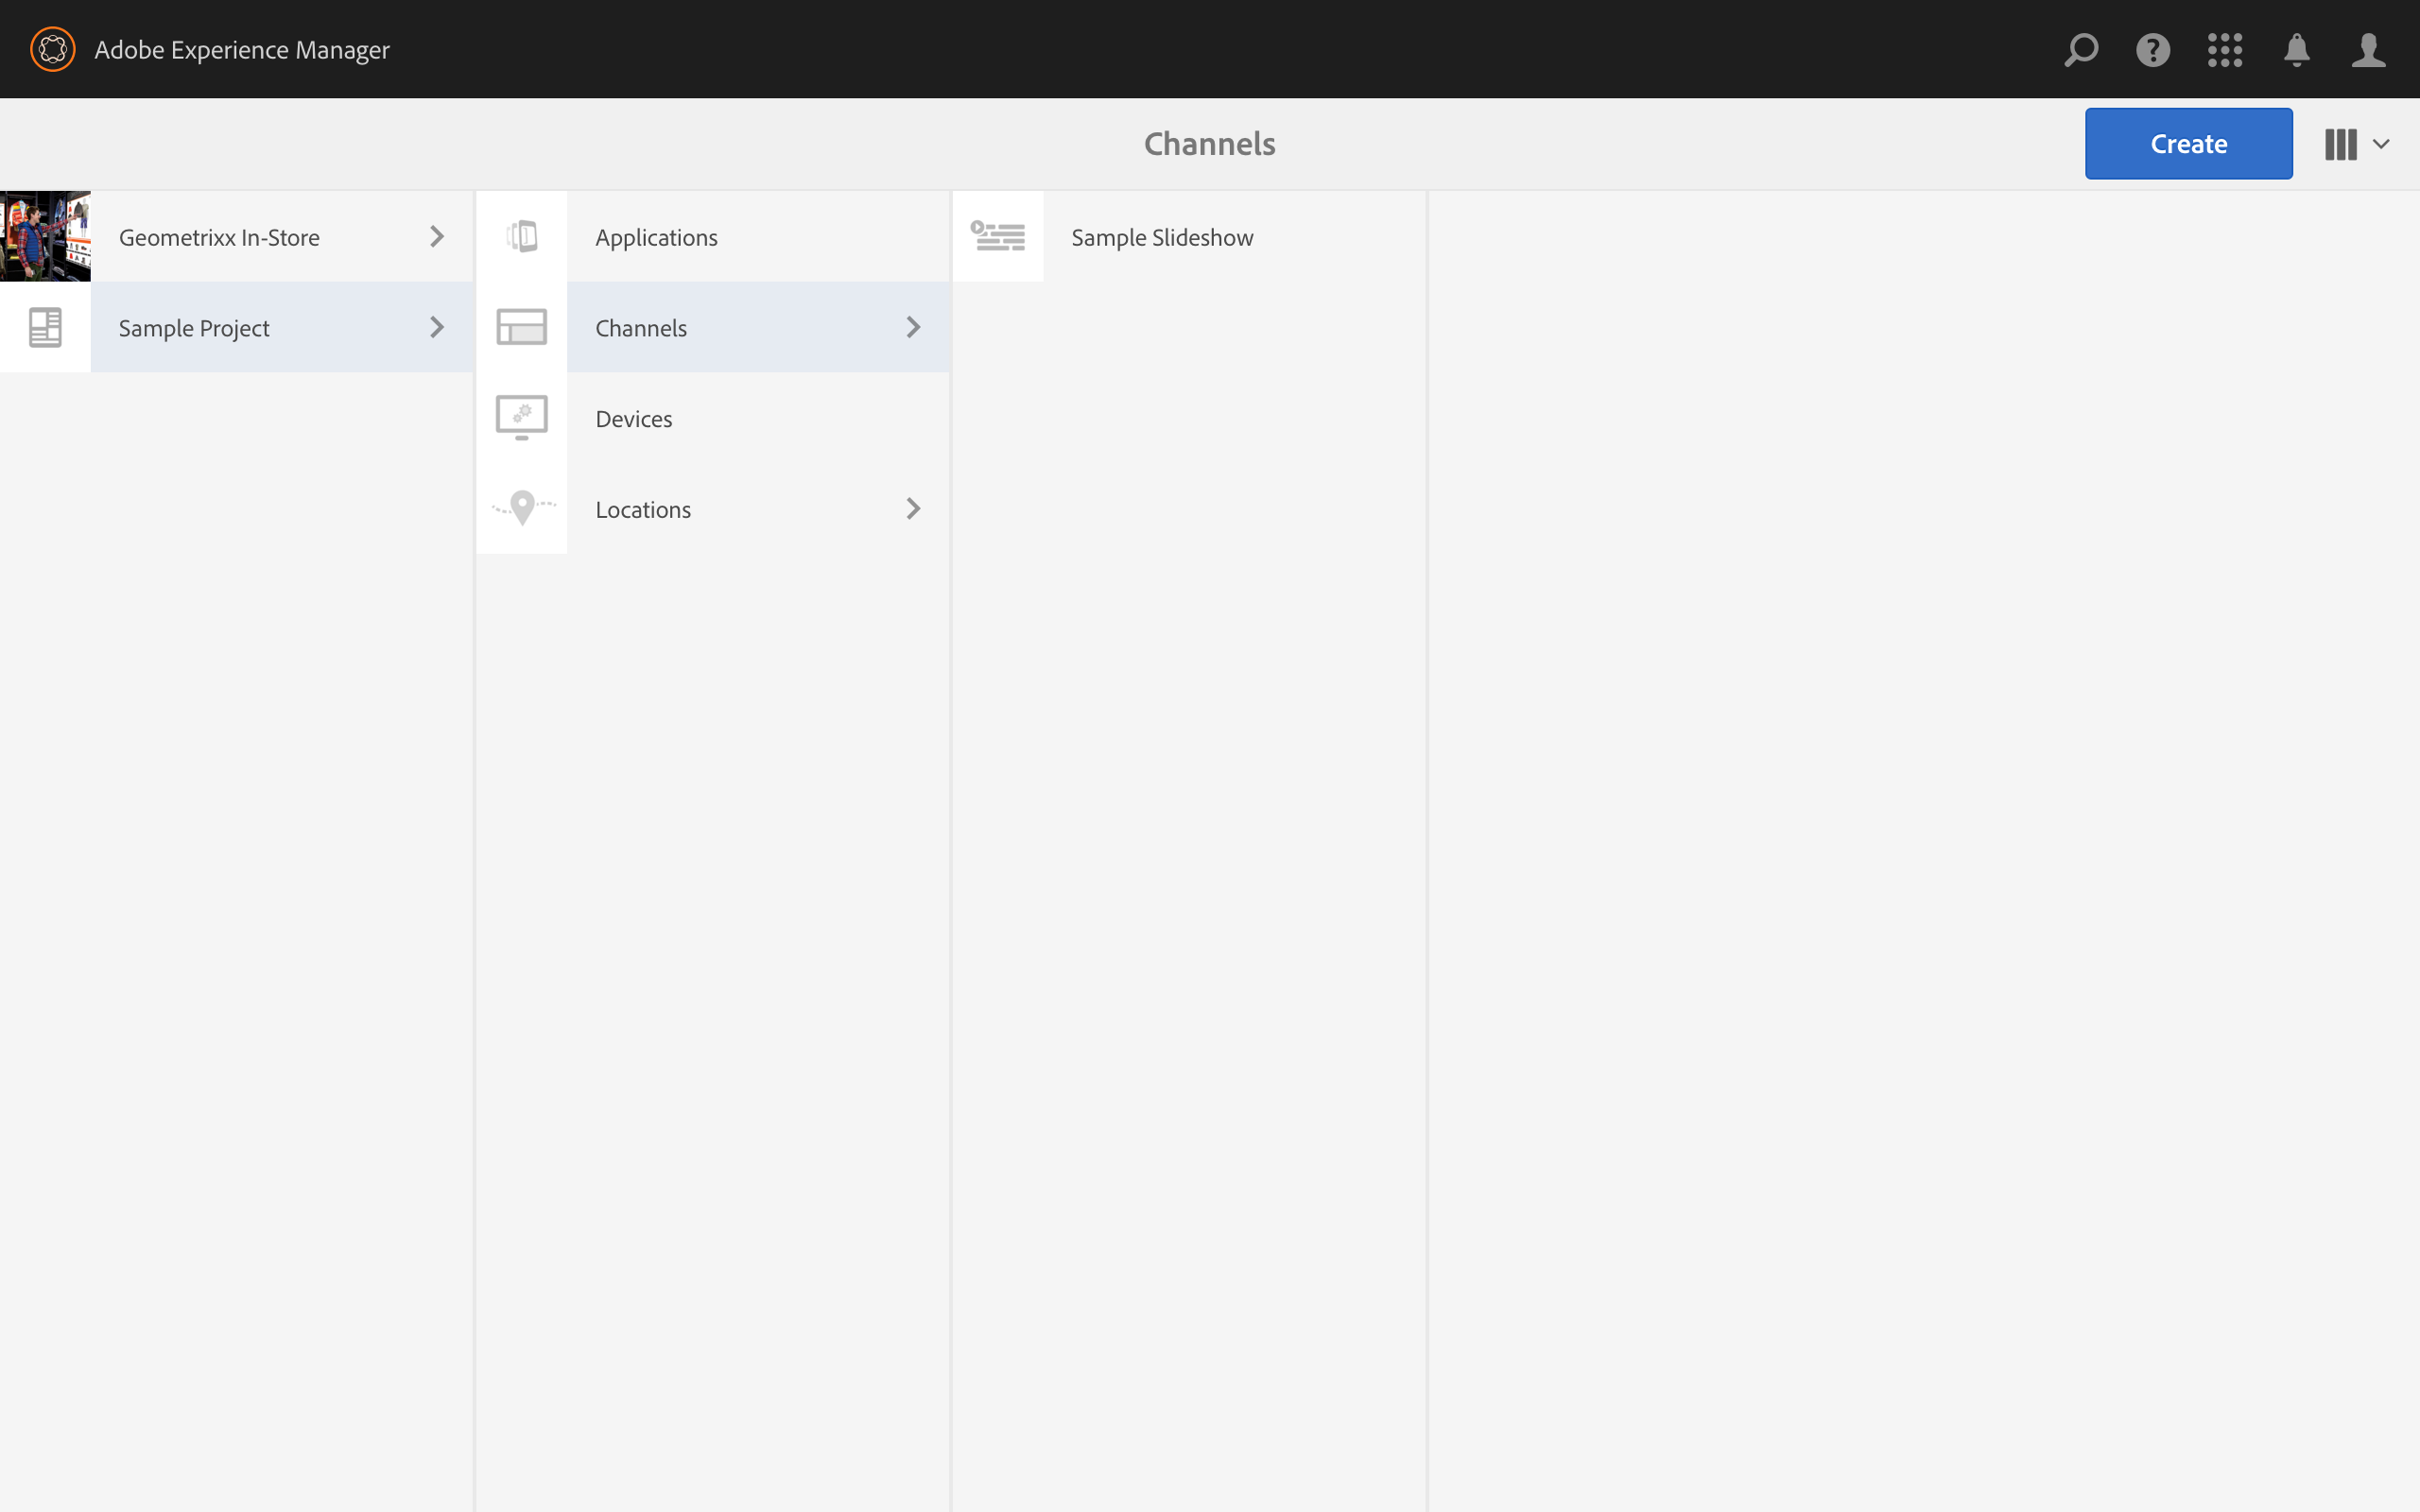 Adobe Experience Manager
Channels
Create
Geometrixx In-Store
Sample Project
Applications
Channels
Devices
Locations
Sample Slideshow